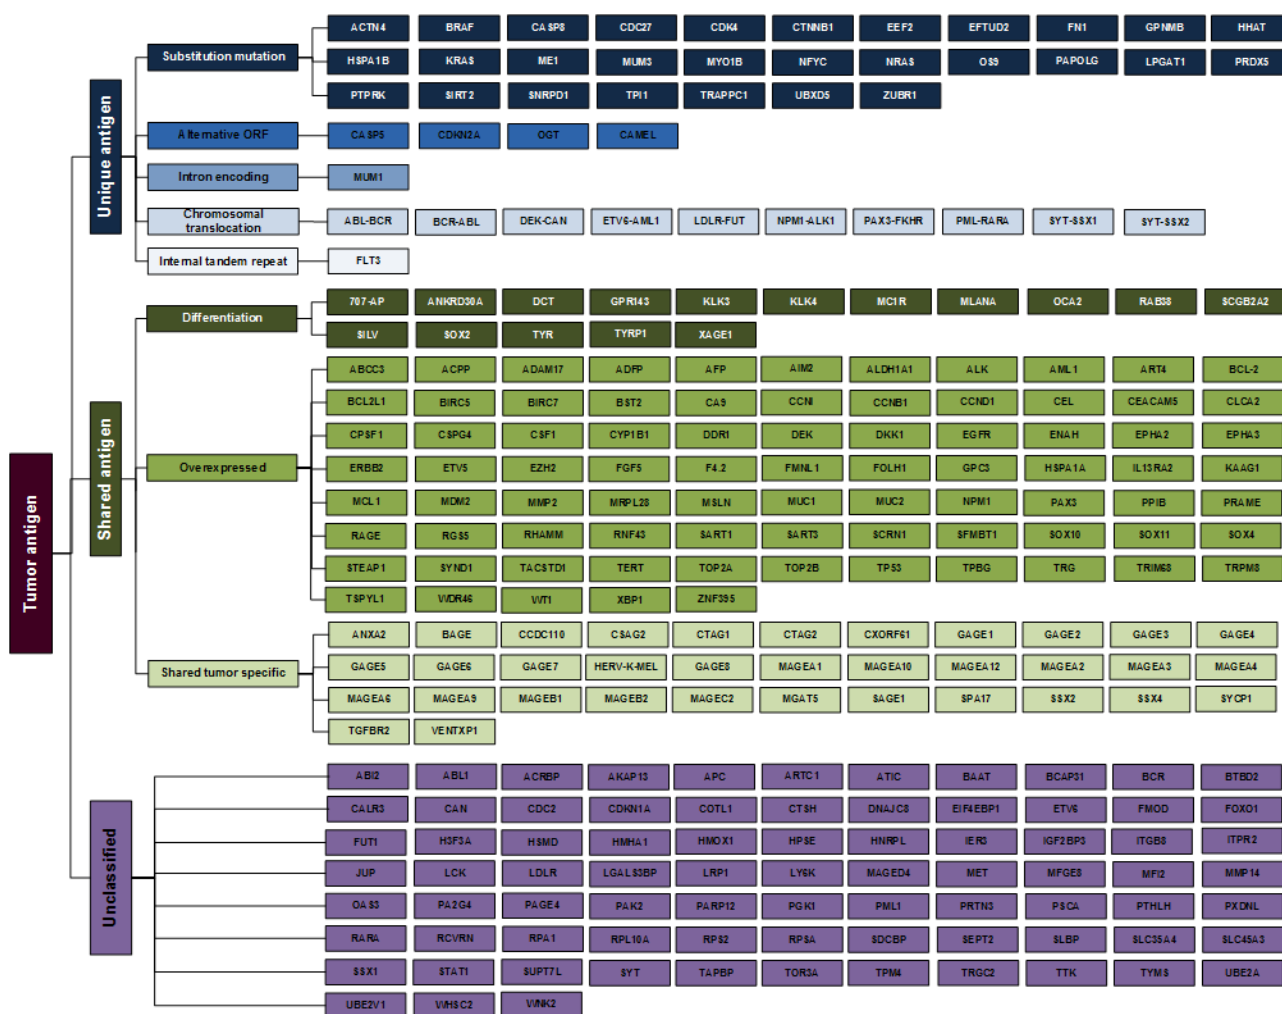 Tumor antigen
Unique antigen
Substitution mutation
ACTN4 BRAF CASP8 CDC27 CDK4 CTNNB1 EEF2 EFTUD2 FN1 GPNMB HHAT
HSPA1B KRAS ME1 MUM3 MYO1B NFYC NRAS OS9 PAPOLG LPGAT1 PRDX5
PTPRK SIRT2 SNRPD1 TPI1 TRAPPC1 UBXD5 ZUBR1
Alternative ORF
CASP5 CDKN2A OGT CAMEL
Intron encoding
MUM1
Chromosomal
translocation
ABL-BCR BCR-ABL DEK-CAN ETV6-AML1 LDLR-FUT NPM1-ALK1 PAX3-FKHR PML-RARA SYT-SSX1 SYT-SSX2
Internal tandem repeat
FLT3
Shared antigen
Differentiation
707-AP ANKRD30A DCT GPR143 KLK3 KLK4 MC1R MLANA OCA2 RAB38 SCGB2A2
SILV SOX2 TYR TYRP1 XAGE1
Overexpressed
ABCC3 ACPP ADAM17 ADFP AFP AIM2 ALDH1A1 ALK AML1 ART4 BCL-2
BCL2L1 BIRC5 BIRC7 BST2 CA9 CCNI CCNB1 CCND1 CEL CEACAM5 CLCA2
CPSF1 CSPG4 CSF1 CYP1B1 DDR1 DEK DKK1 EGFR ENAH EPHA2 EPHA3
ERBB2 ETV5 EZH2 FGF5 F4.2 FMNL1 FOLH1 GPC3 HSPA1A IL13RA2 KAAG1
MCL1 MDM2 MMP2 MRPL28 MSLN MUC1 MUC2 NPM1 PAX3 PPIB PRAME
RAGE RGS5 RHAMM RNF43 SART1 SART3 SCRN1 SFMBT1 SOX10 SOX11 SOX4
STEAP1 SYND1 TACSTD1 TERT TOP2A TOP2B TP53 TPBG TRG TRIM68 TRPM8
TSPYL1 WDR46 WT1 XBP1 ZNF395
Shared tumor specific
ANXA2 BAGE CCDC110 CSAG2 CTAG1 CTAG2 CXORF61 GAGE1 GAGE2 GAGE3 GAGE4
GAGE5 GAGE6 GAGE7 HERV-K-MEL GAGE8 MAGEA1 MAGEA10 MAGEA12 MAGEA2 MAGEA3 MAGEA4
MAGEA6 MAGEA9 MAGEB1 MAGEB2 MAGEC2 MGAT5 SAGE1 SPA17 SSX2 SSX4 SYCP1
TGFBR2 VENTXP1
Unclassified
ABI2 ABL1 ACRBP AKAP13 APC ARTC1 ATIC BAAT BCAP31 BCR BTBD2
CALR3 CAN CDC2 CDKN1A COTL1 CTSH DNAJC8 EIF4EBP1 ETV6 FMOD FOXO1
FUT1 H3F3A HSMD HMHA1 HMOX1 HPSE HNRPL IER3 IGF2BP3 ITGB8 ITPR2
JUP LCK LDLR LGALS3BP LRP1 LY6K MAGED4 MET MFGE8 MFI2 MMP14
OAS3 PA2G4 PAGE4 PAK2 PARP12 PGK1 PML1 PRTN3 PSCA PTHLH PXDNL
RARA RCVRN RPA1 RPL10A RPS2 RPSA SDCBP SEPT2 SLBP SLC35A4 SLC45A3
SSX1 STAT1 SUPT7L SYT TAPBP TOR3A TPM4 TRGC2 TTK TYMS UBE2A
UBE2V1 WHSC2 WNK2